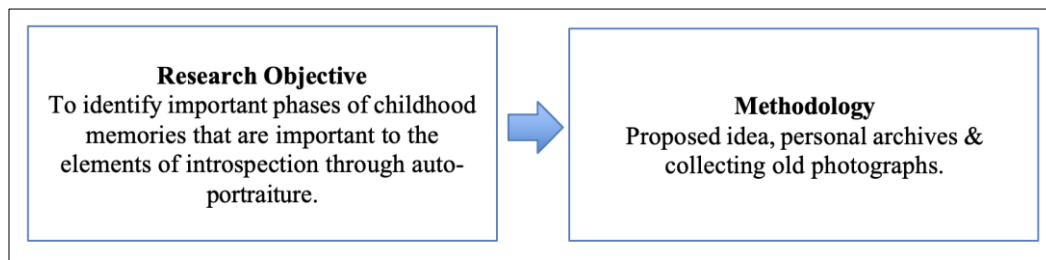 Research Objective
To identify important phases of childhood
memories that are important to the
elements of introspection through auto-
portraiture.
Methodology
Proposed idea, personal archives &
collecting old photographs.